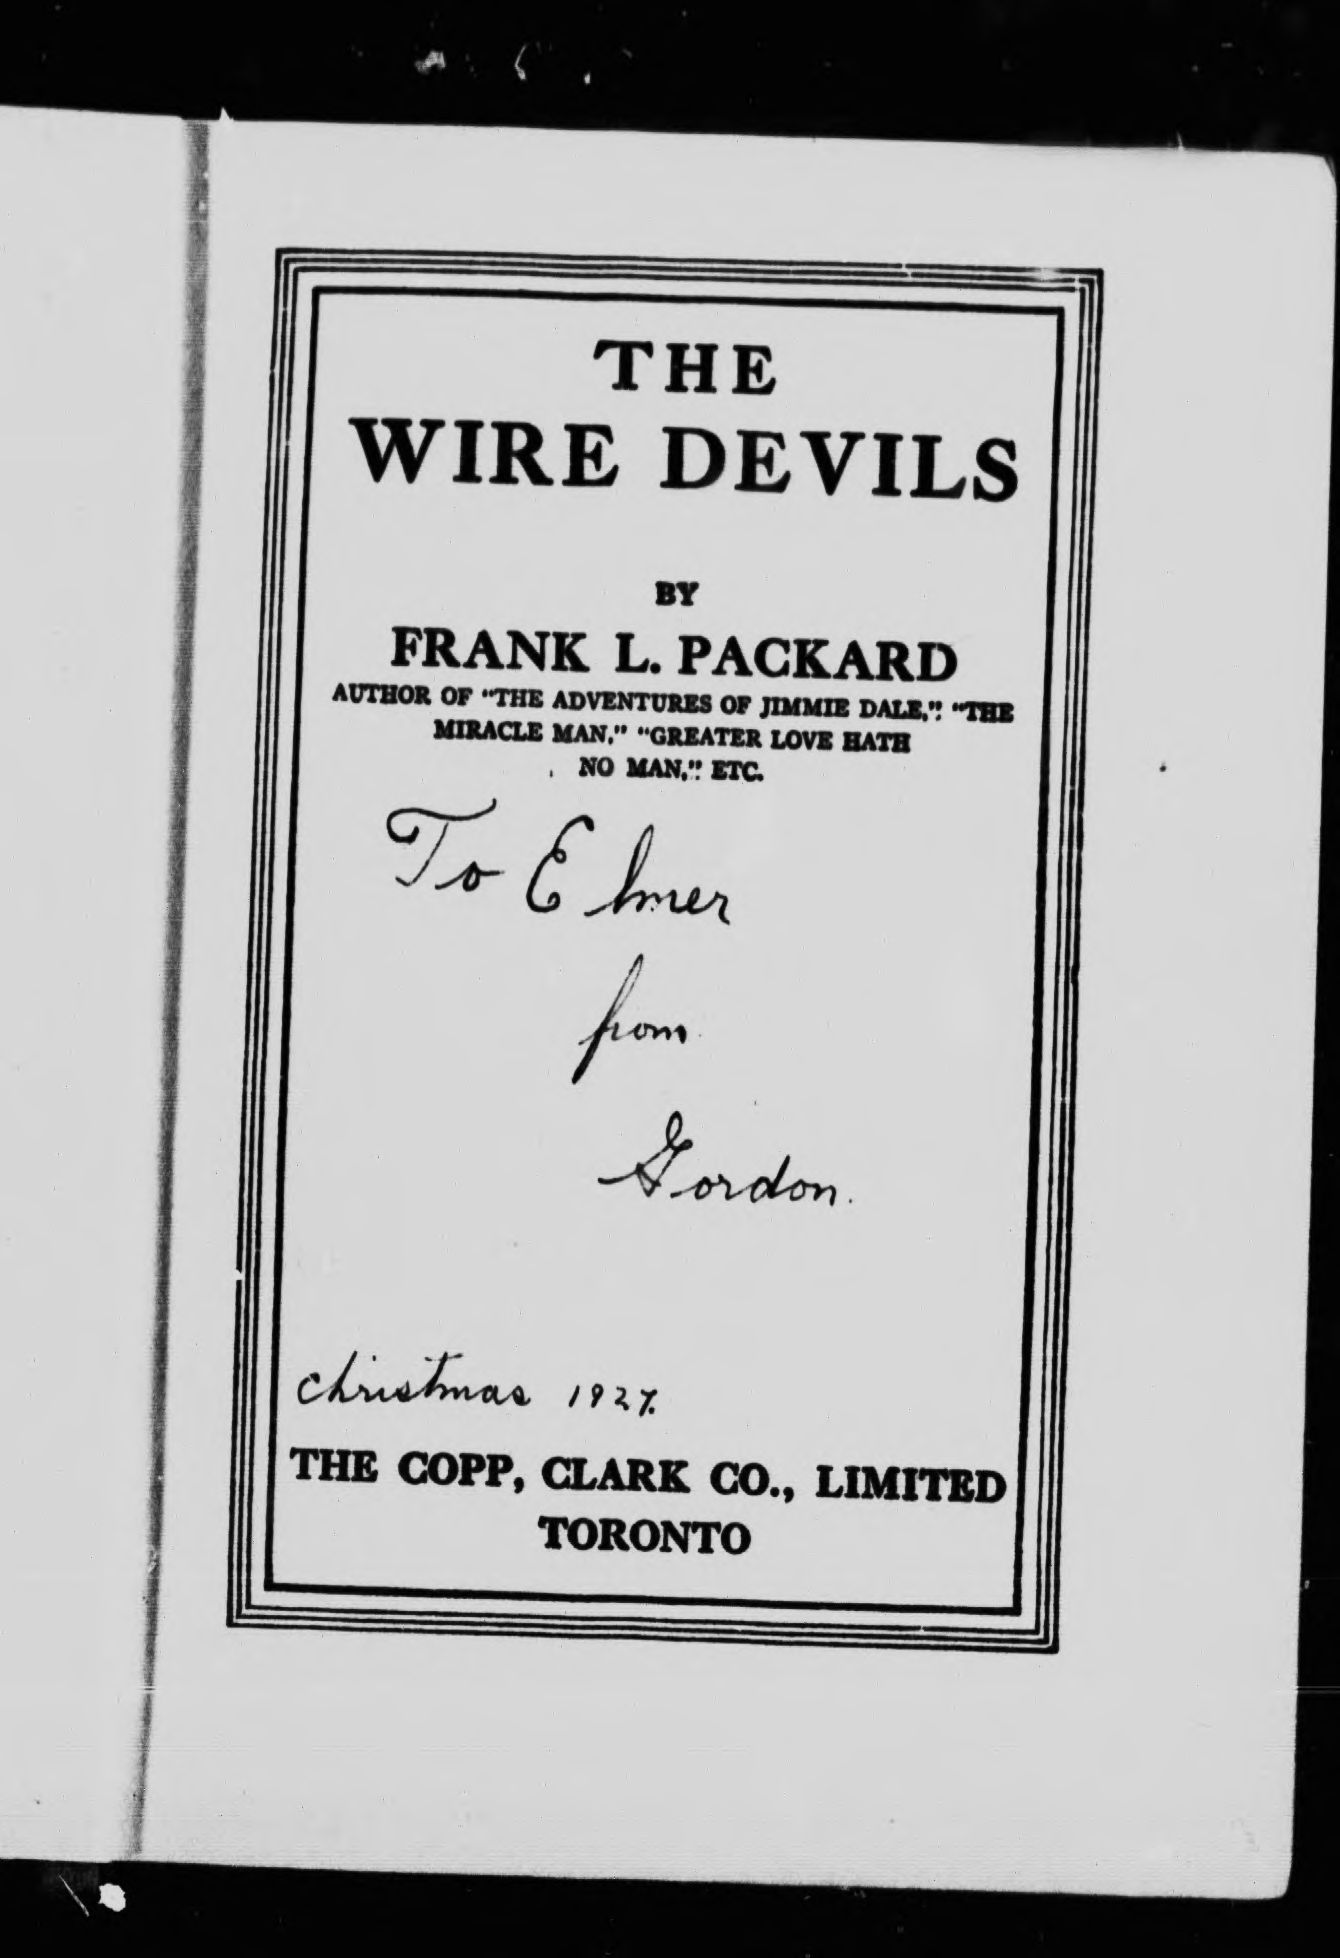 THE
WIRE DEVILS
BY
FRANK L. PACKARD
AUTHOR OF "THE ADVENTURES OF JIMMIE DALE," "THE
MIRACLE MAN," "GREATER LOVE HATH
NO MAN," ETC.
To Elmer
from
Gordon.
Christmas 1927.
THE COPP, CLARK CO., LIMITED
TORONTO